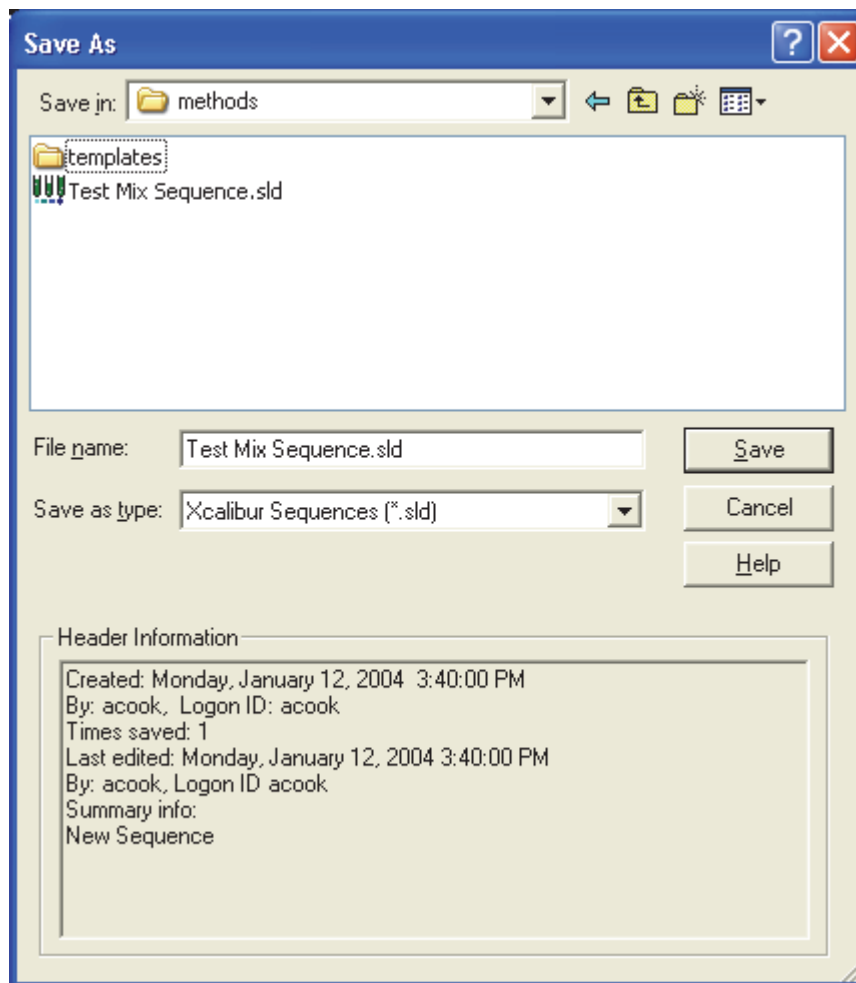 Save As
Save in: methods
templates
Test Mix Sequence.sld
File name: Test Mix Sequence.sld Save
Save as type: Xcalibur Sequences (*.sld) Cancel
Help
Header Information
Created: Monday, January 12, 2004  3:40:00 PM
By: acook,  Logon ID: acook
Times saved: 1
Last edited: Monday, January 12, 2004 3:40:00 PM
By: acook, Logon ID acook
Summary info:
New Sequence